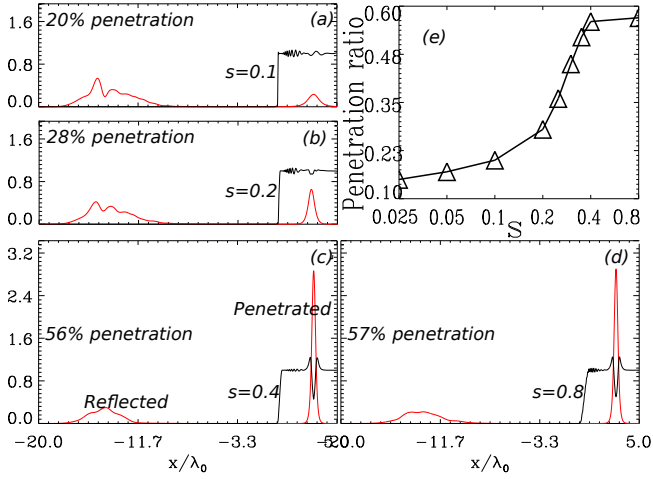 20% penetration
(a)
1.6
0.8
0.0
s=0.1
28% penetration
(b)
1.6
0.8
0.0
s=0.2
(e)
Penetration ratio
0.60
0.48
0.35
0.23
0.10
0.025 0.05 0.1 0.2 0.4 0.8
S
(c)
3.2
2.4
1.6
0.8
0.0
Penetrated
56% penetration
s=0.4
Reflected
-20.0 -11.7 -3.3 5.0
x/λ₀
(d)
57% penetration
s=0.8
-20.0 -11.7 -3.3 5.0
x/λ₀